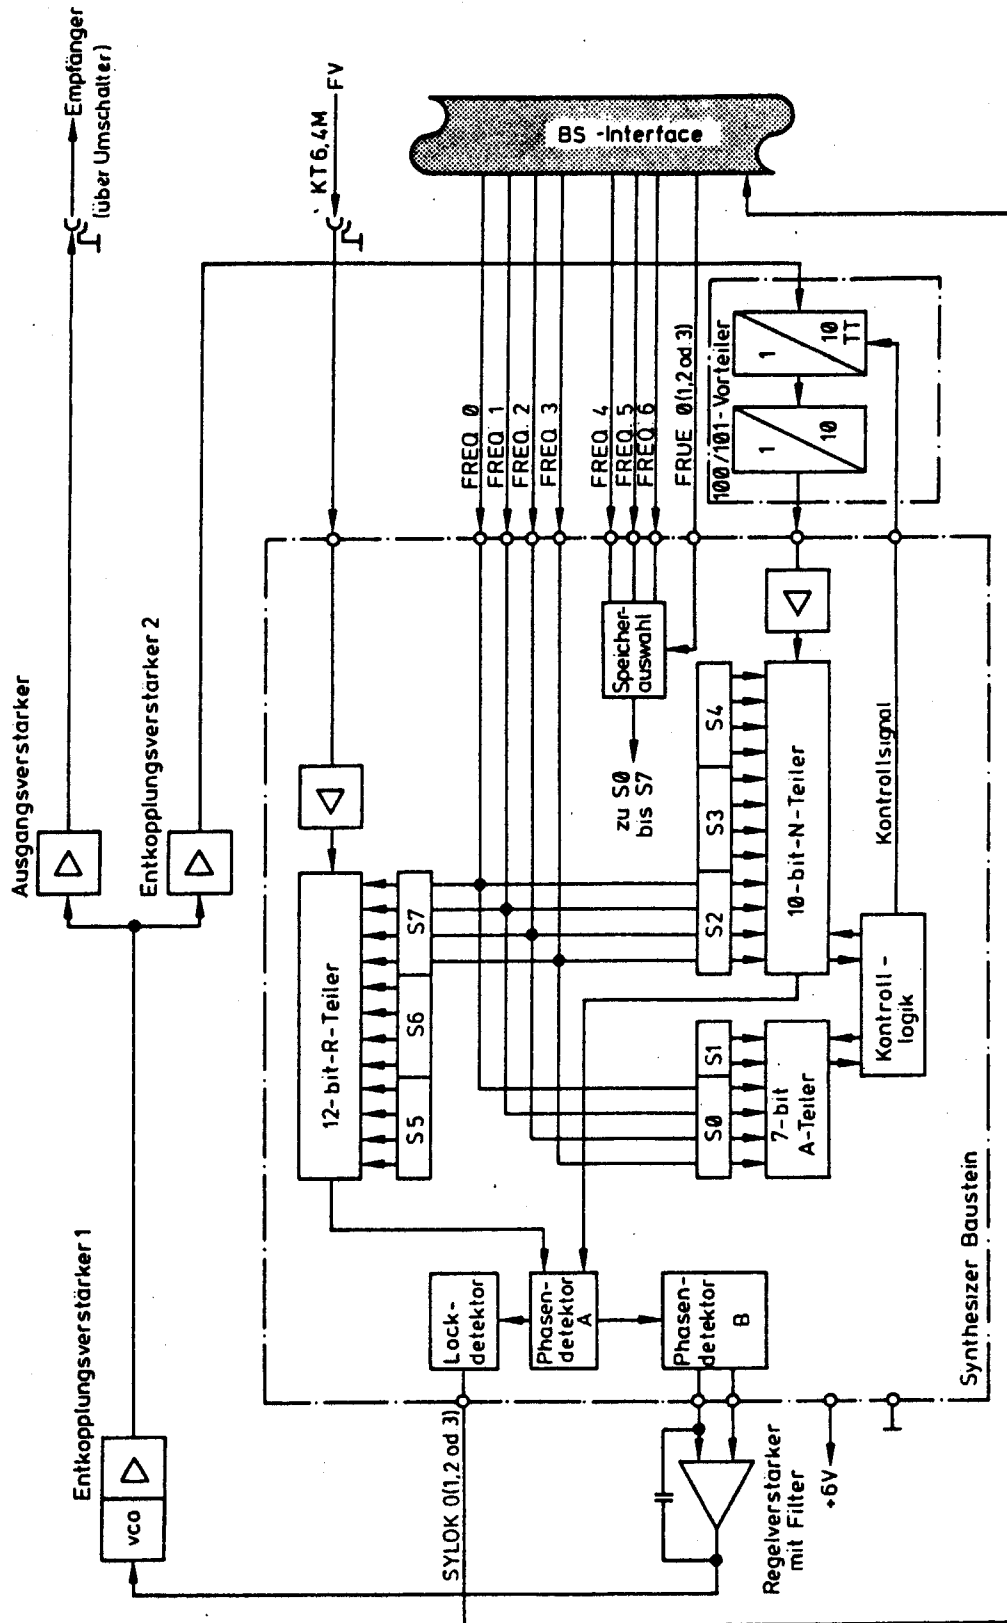 Entkopplungsverstärker 1
vco
Ausgangsverstärker
Entkopplungsverstärker 2
Empfänger
(über Umschalter)
KT6,4M
FV
BS-Interface
FREQ 0
FREQ 1
FREQ 2
FREQ 3
FREQ 4
FREQ 5
FREQ 6
FRUE 0(1,2 od.3)
100/101-Vorteiler
1
10
TT
1
10
12-bit-R-Teiler
S5
S6
S7
Speicher-
auswahl
zu S0
bis S7
S0
S1
S2
S3
S4
7-bit
A-Teiler
10-bit-N-Teiler
Kontroll-
logik
Kontrollsignal
Lock-
detektor
Phasen-
detektor
A
Phasen-
detektor
B
SYLOK 0(1,2 od 3)
Regelverstärker
mit Filter
+6V
Synthesizer Baustein